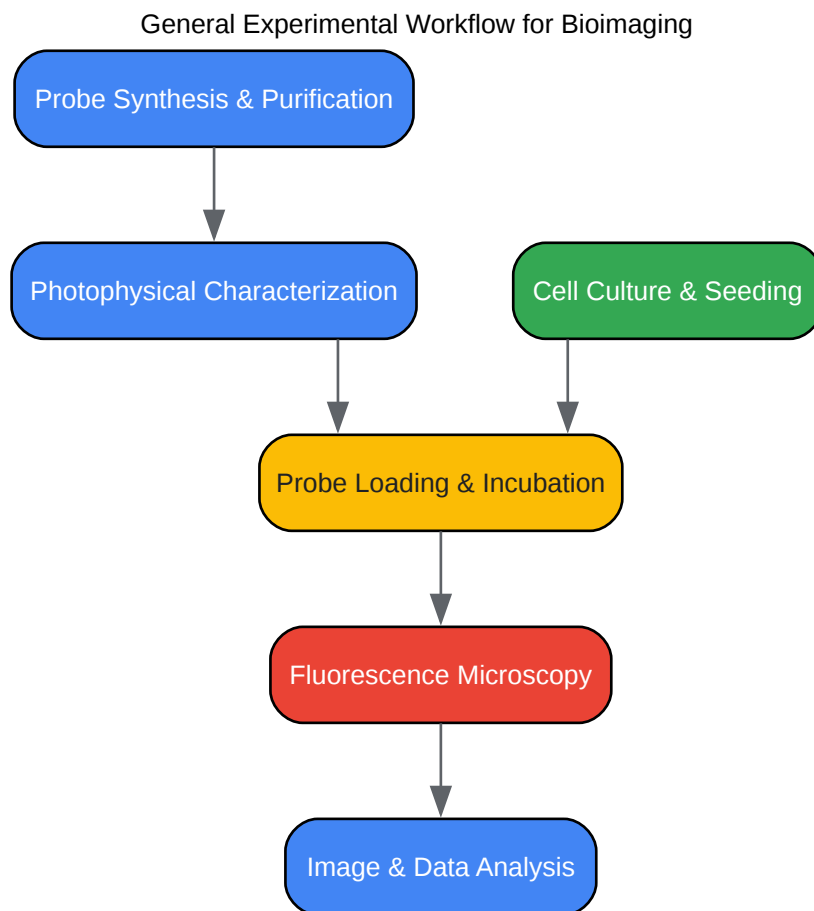 General Experimental Workflow for Bioimaging
Probe Synthesis & Purification
Photophysical Characterization
Cell Culture & Seeding
Probe Loading & Incubation
Fluorescence Microscopy
Image & Data Analysis